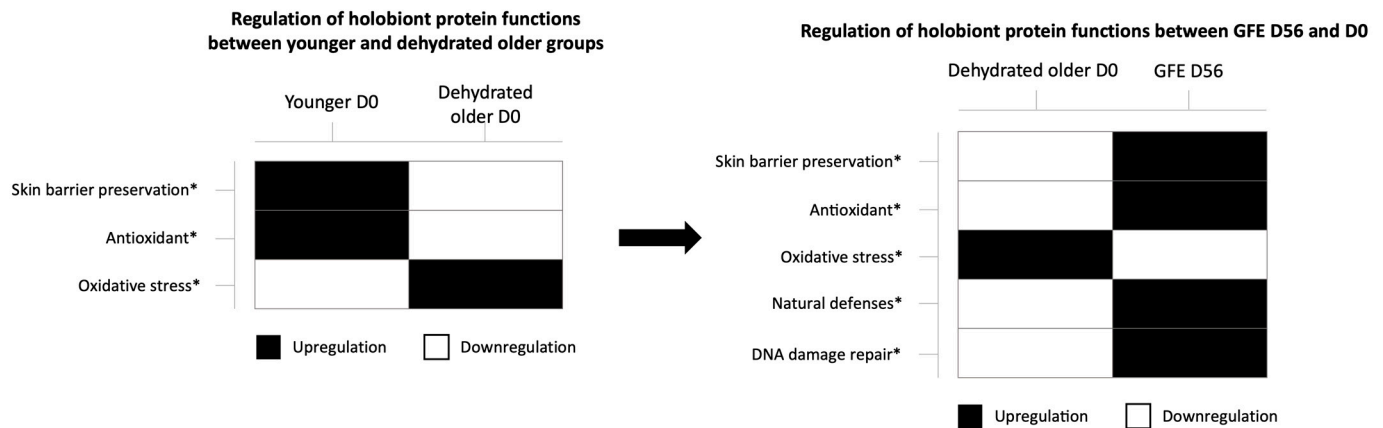 Regulation of holobiont protein functions
between younger and dehydrated older groups
Younger D0
Dehydrated
older D0
Skin barrier preservation*
Antioxidant*
Oxidative stress*
Upregulation
Downregulation
Regulation of holobiont protein functions between GFE D56 and D0
Dehydrated older D0
GFE D56
Skin barrier preservation*
Antioxidant*
Oxidative stress*
Natural defenses*
DNA damage repair*
Upregulation
Downregulation